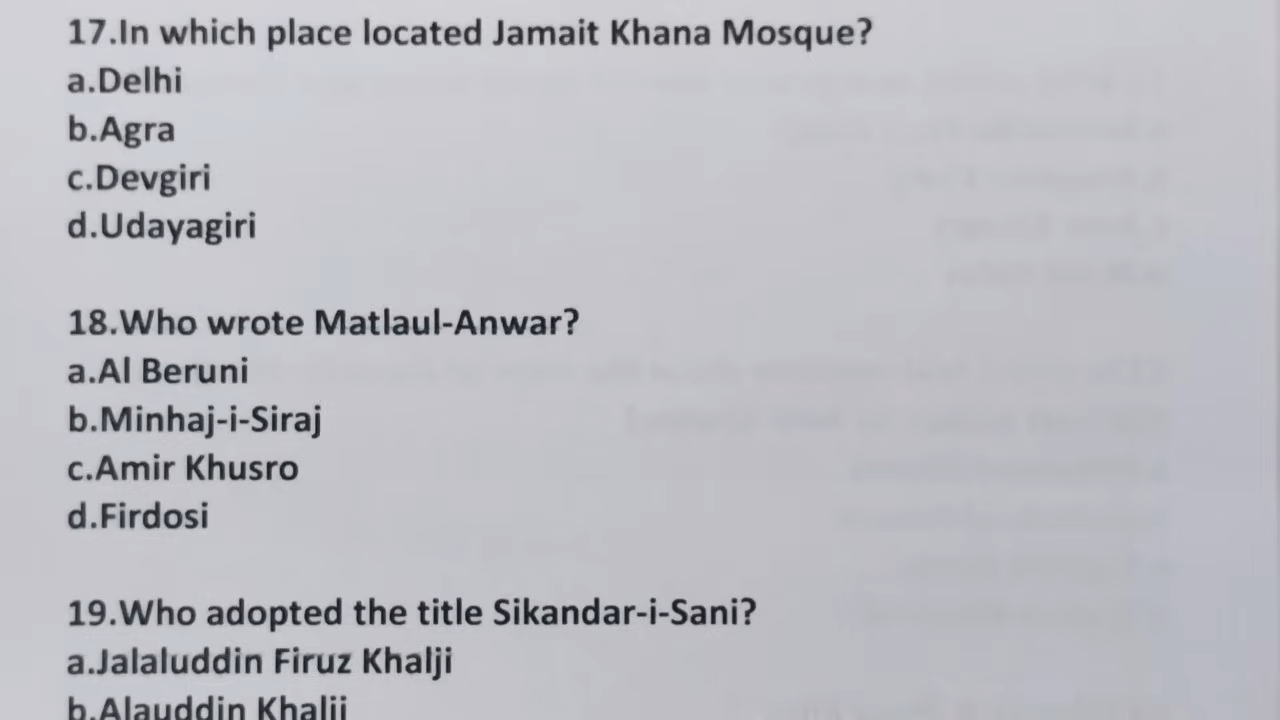 17.In which place located Jamait Khana Mosque?
a.Delhi
b.Agra
c.Devgiri
d.Udayagiri
18.Who wrote Matlaul-Anwar?
a.Al Beruni
b.Minhaj-i-Siraj
c.Amir Khusro
d.Firdosi
19.Who adopted the title Sikandar-i-Sani?
a.Jalaluddin Firuz Khalji
b.Alauddin Khalji